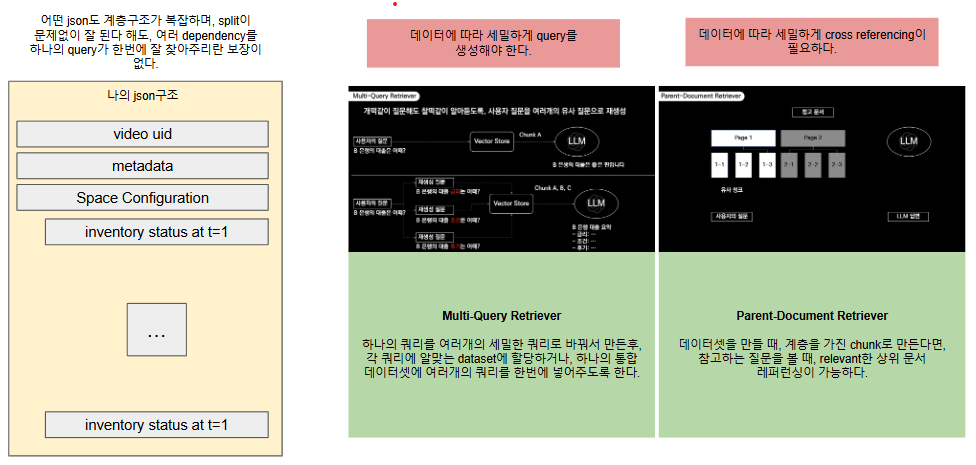 어떤 json도 계층구조가 복잡하며, split이
문제없이 잘 된다 해도, 여러 dependency를
하나의 query가 한번에 잘 찾아주리란 보장이
없다.
나의 json구조
video uid
metadata
Space Configuration
inventory status at t=1
...
inventory status at t=1
데이터에 따라 세밀하게 query를
생성해야 한다.
Multi-Query Retriever
개떡같이 질문해도 찰떡같이 알아듣도록, 사용자 질문을 여러개의 유사 질문으로 재생성
사용자의 질문
B 은행의 대출은 어때?
Vector Store
Chunk A
LLM
B 은행의 대출은 좋은 편입니다
사용자의 질문
B 은행의 대출은 어때?
재생성 질문
B 은행의 대출 금리는 어때?
재생성 질문
B 은행의 대출 조건은 어때?
재생성 질문
B 은행의 대출 후기는 어때?
Vector Store
Chunk A, B, C
LLM
B 은행 대출 요약
- 금리: ...
- 조건: ...
- 후기: ...
Multi-Query Retriever
하나의 쿼리를 여러개의 세밀한 쿼리로 바꿔서 만든후,
각 쿼리에 알맞는 dataset에 할당하거나, 하나의 통합
데이터셋에 여러개의 쿼리를 한번에 넣어주도록 한다.
데이터에 따라 세밀하게 cross referencing이
필요하다.
Parent-Document Retriever
참고 문서
Page 1
Page 2
1-1
1-2
1-3
2-1
2-2
2-3
유사 청크
LLM
사용자의 질문
LLM 답변
Parent-Document Retriever
데이터셋을 만들 때, 계층을 가진 chunk로 만든다면,
참고하는 질문을 볼 때, relevant한 상위 문서
레퍼런싱이 가능하다.